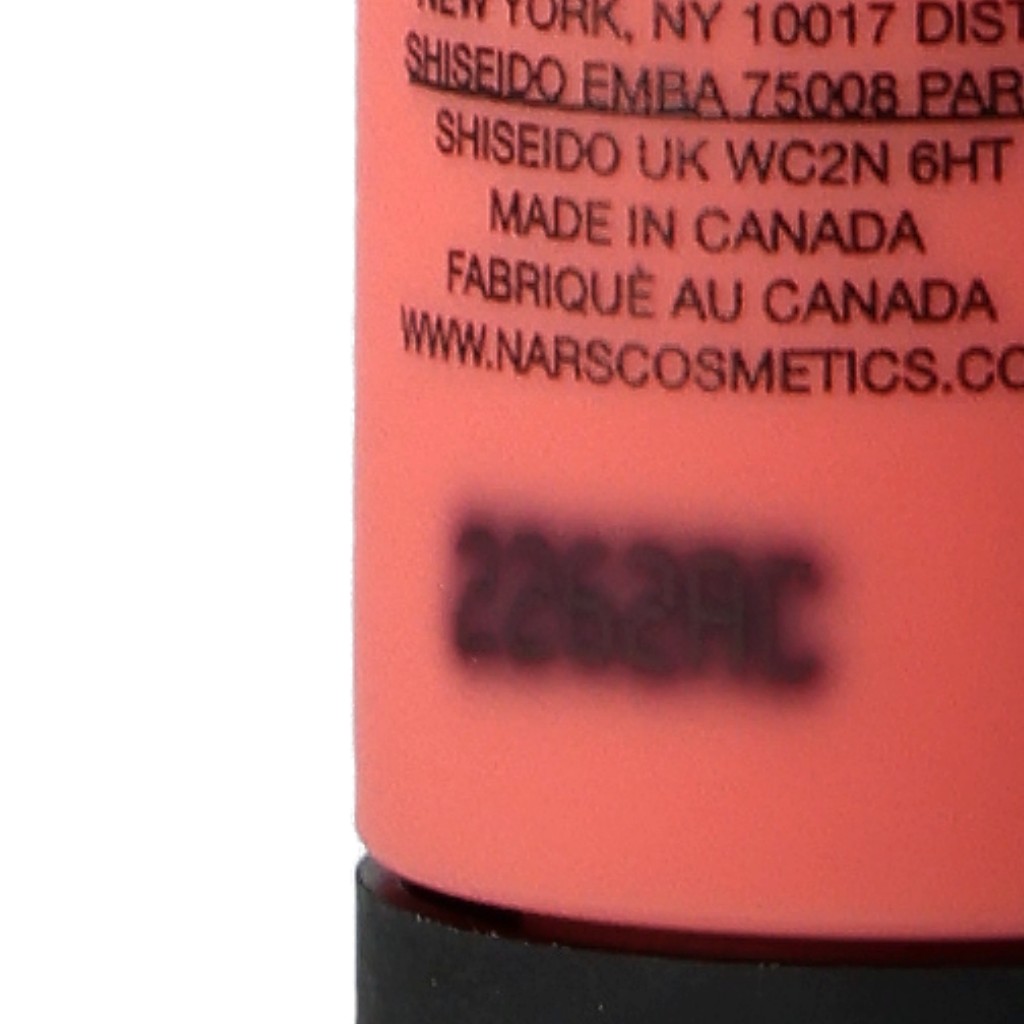 NEW YORK, NY 10017 DIST
SHISEIDO EMBA 75008 PAR
SHISEIDO UK WC2N 6HT
MADE IN CANADA
FABRIQUÉ AU CANADA
WWW.NARSCOSMETICS.CO